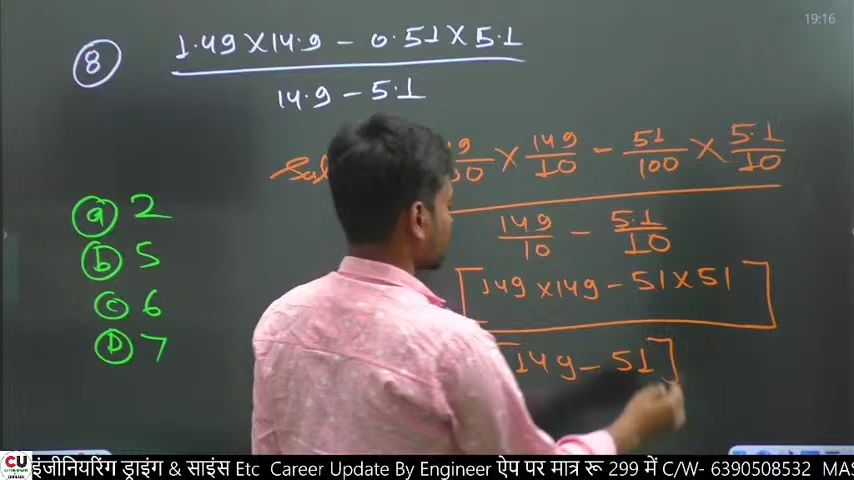 19:16
8 1.49×14.9 - 0.51×5.1
14.9 - 5.1
149/10 - 5.1/10
× 149/10 - 51/100 × 5.1/10
[149×149 - 51×51]
[149 - 51]
a 2
b 5
c 6
D 7
CU
इंजीनियरिंग ड्राइंग & साइंस Etc Career Update By Engineer ऐप पर मात्र रू 299 में C/W- 6390508532 MAS